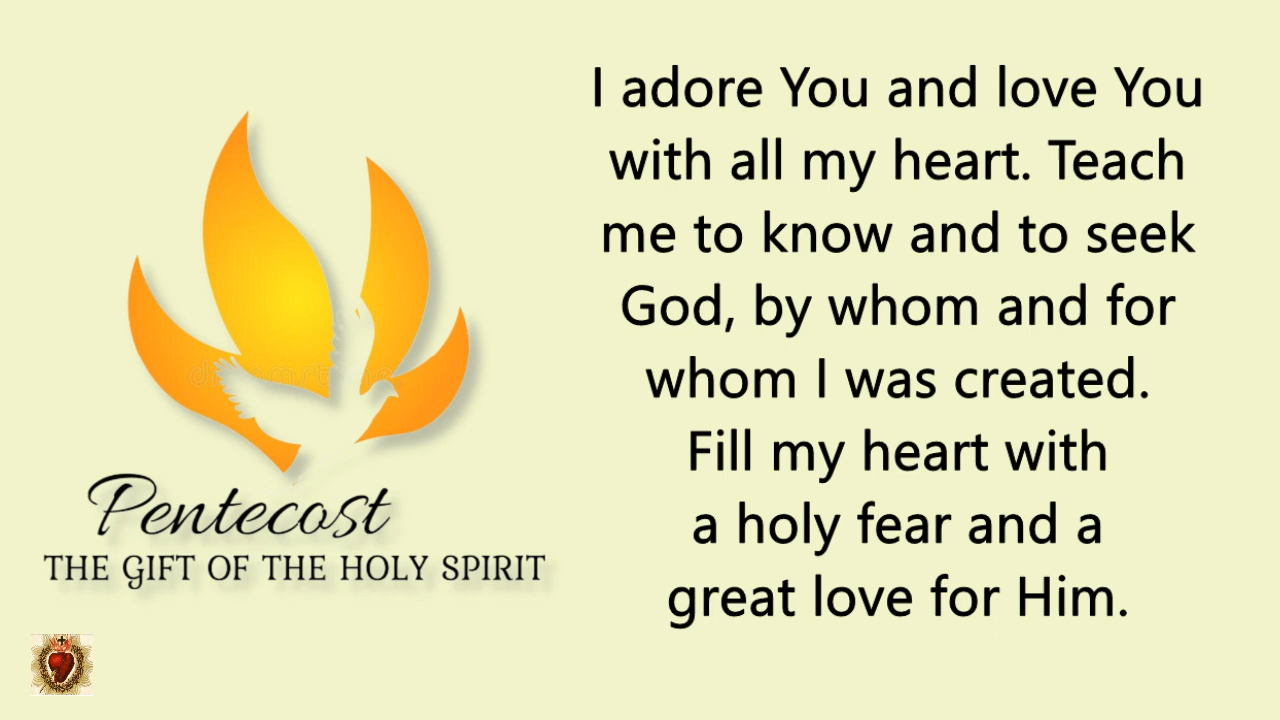 I adore You and love You
with all my heart. Teach
me to know and to seek
God, by whom and for
whom I was created.
Fill my heart with
a holy fear and a
great love for Him.
Pentecost
THE GIFT OF THE HOLY SPIRIT